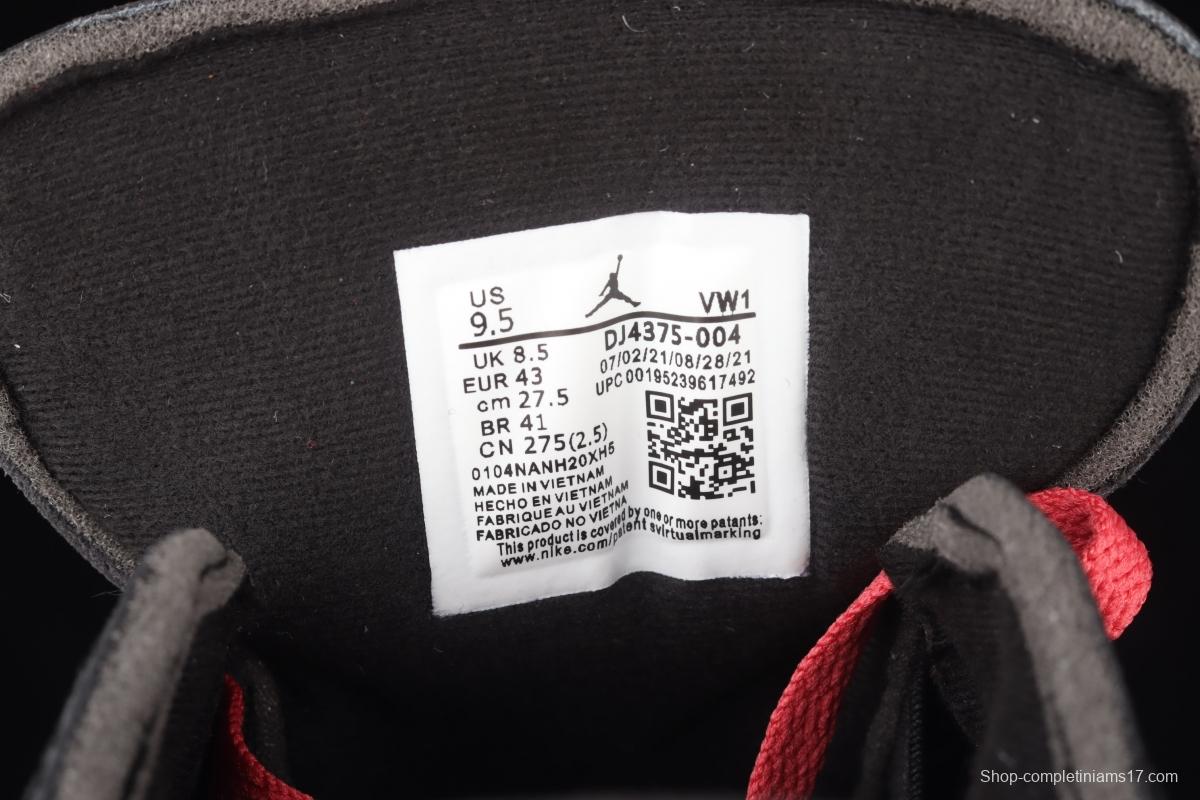 US
9.5
VW1
UK 8.5
EUR 43
cm 27.5
BR 41
CN 275(2.5)
DJ4375-004
07/02/21/08/28/21
UPC 00195239617492
0104NANH20XH5
MADE IN VIETNAM
HECHO EN VIETNAM
FABRIQUE AU VIETNAM
FABRICADO NO VIETNA
This product is covered by one or more patants:
www.nike.com/patent svirtualmarking
Shop-completiniams17.com